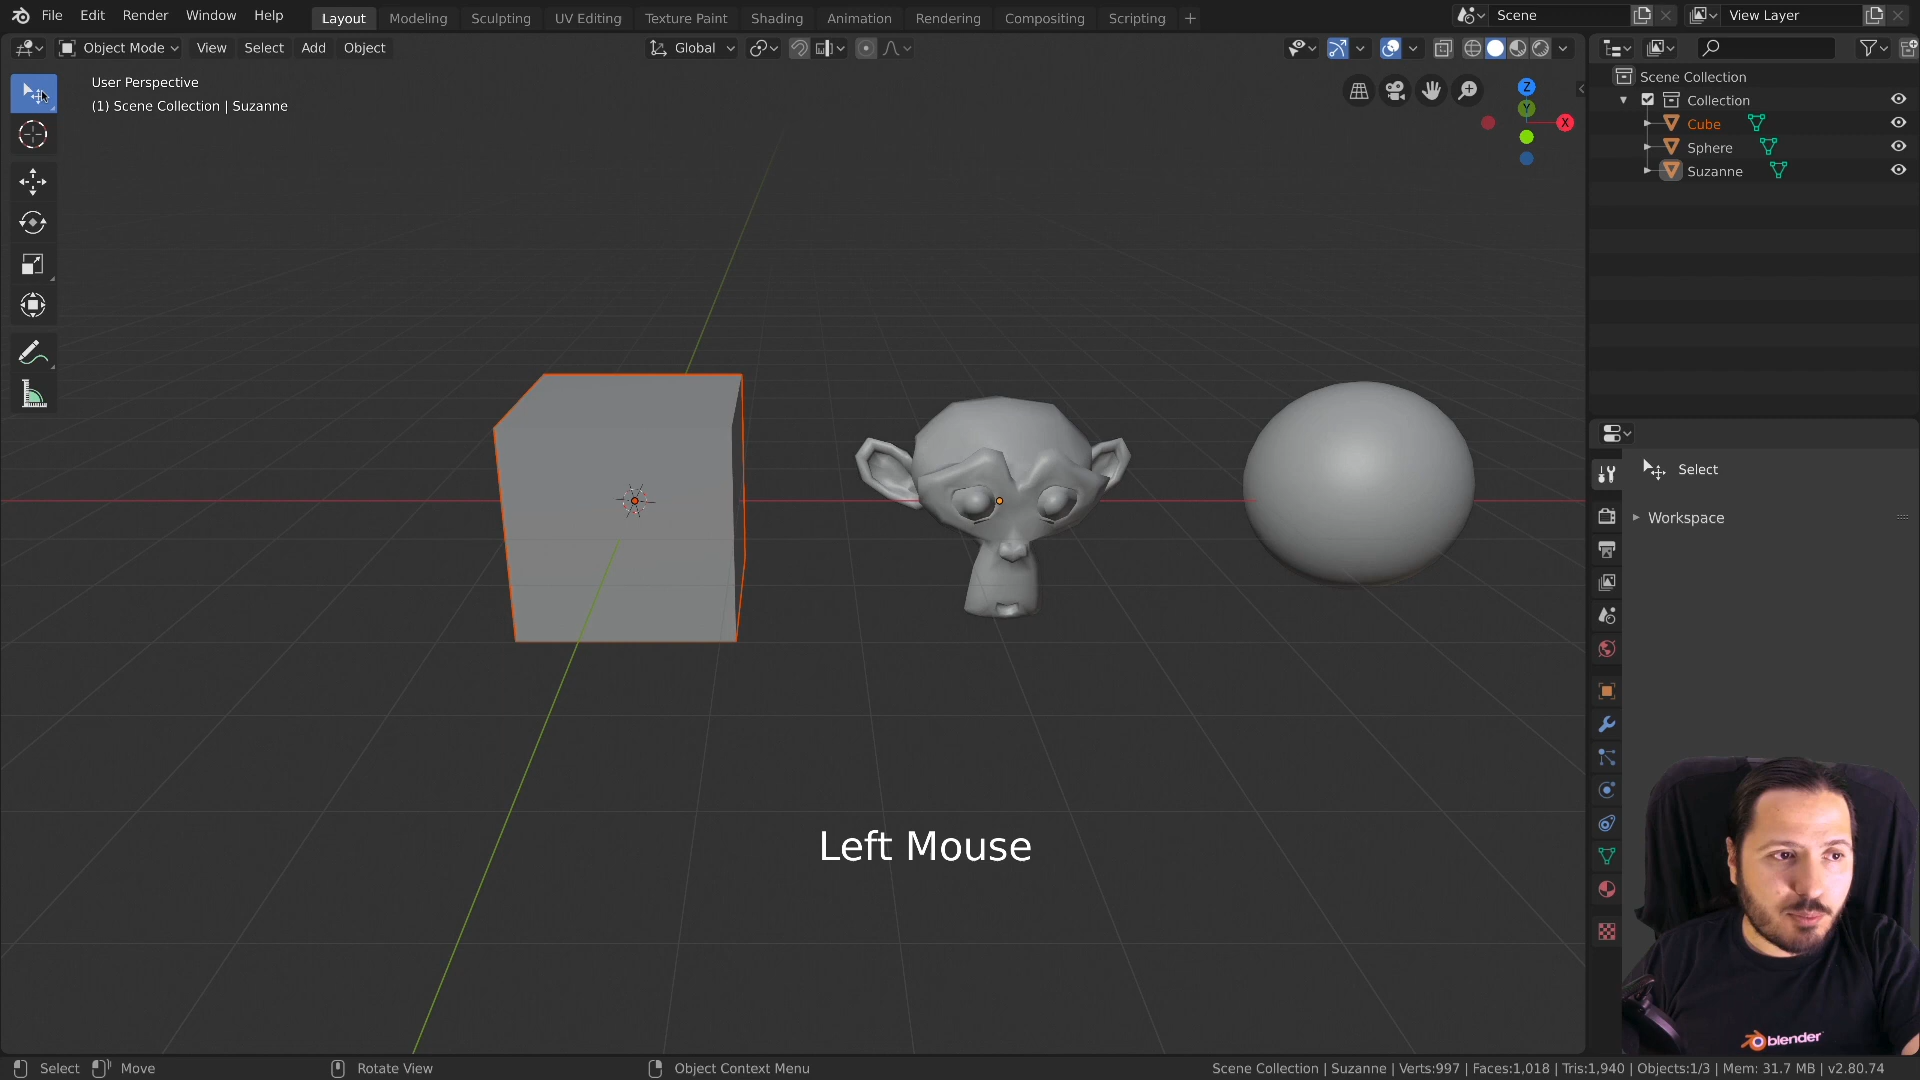 File Edit Render Window Help
Layout Modeling Sculpting UV Editing Texture Paint Shading Animation Rendering Compositing Scripting +
Scene
View Layer
Object Mode View Select Add Object
Global
User Perspective
(1) Scene Collection | Suzanne
Z
Y
X
Scene Collection
Collection
Cube
Sphere
Suzanne
Select
Workspace
Left Mouse
blender
Select Move Rotate View Object Context Menu
Scene Collection | Suzanne | Verts:997 | Faces:1,018 | Tris:1,940 | Objects:1/3 | Mem: 31.7 MB | v2.80.74